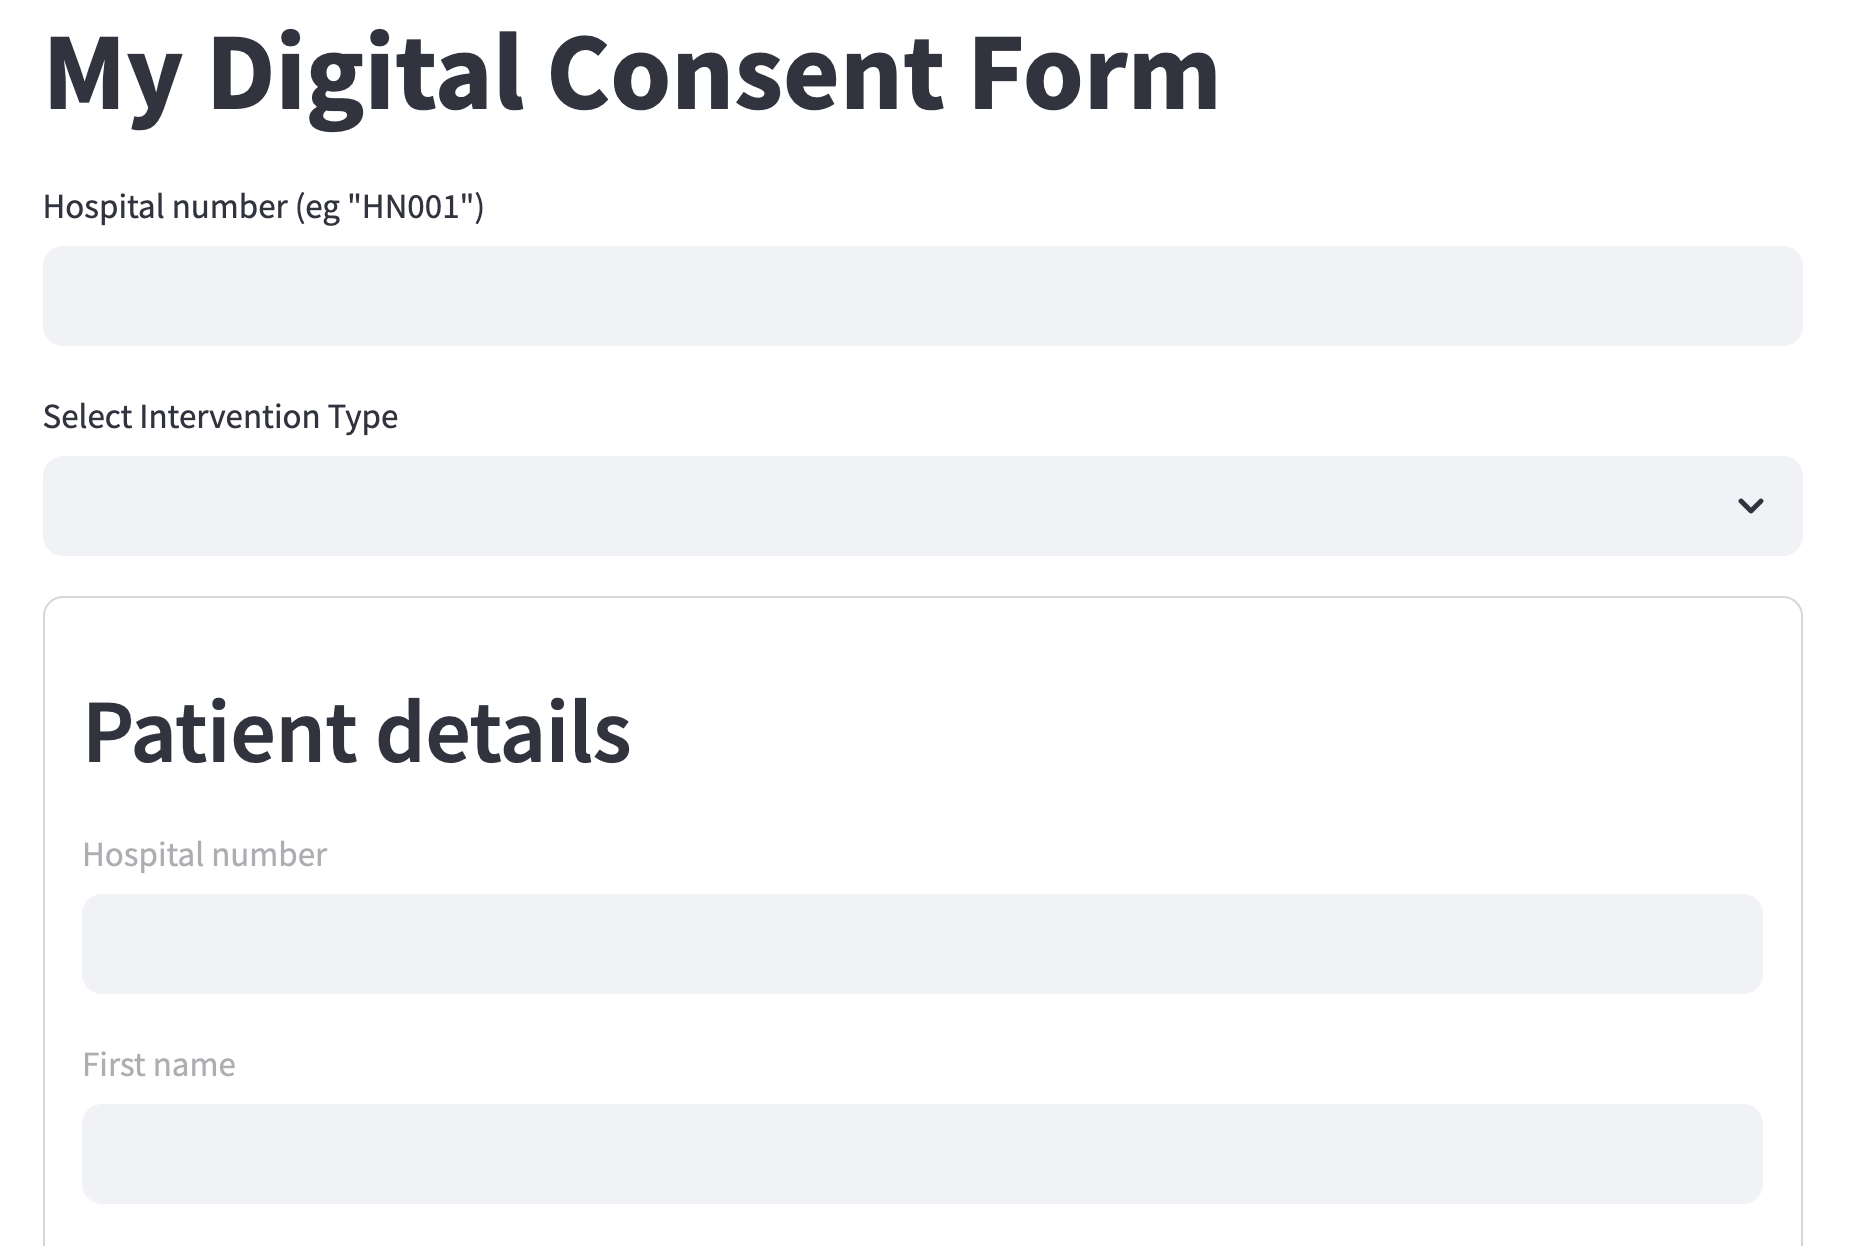 My Digital Consent Form
Hospital number (eg "HN001")
Select Intervention Type
Patient details
Hospital number
First name